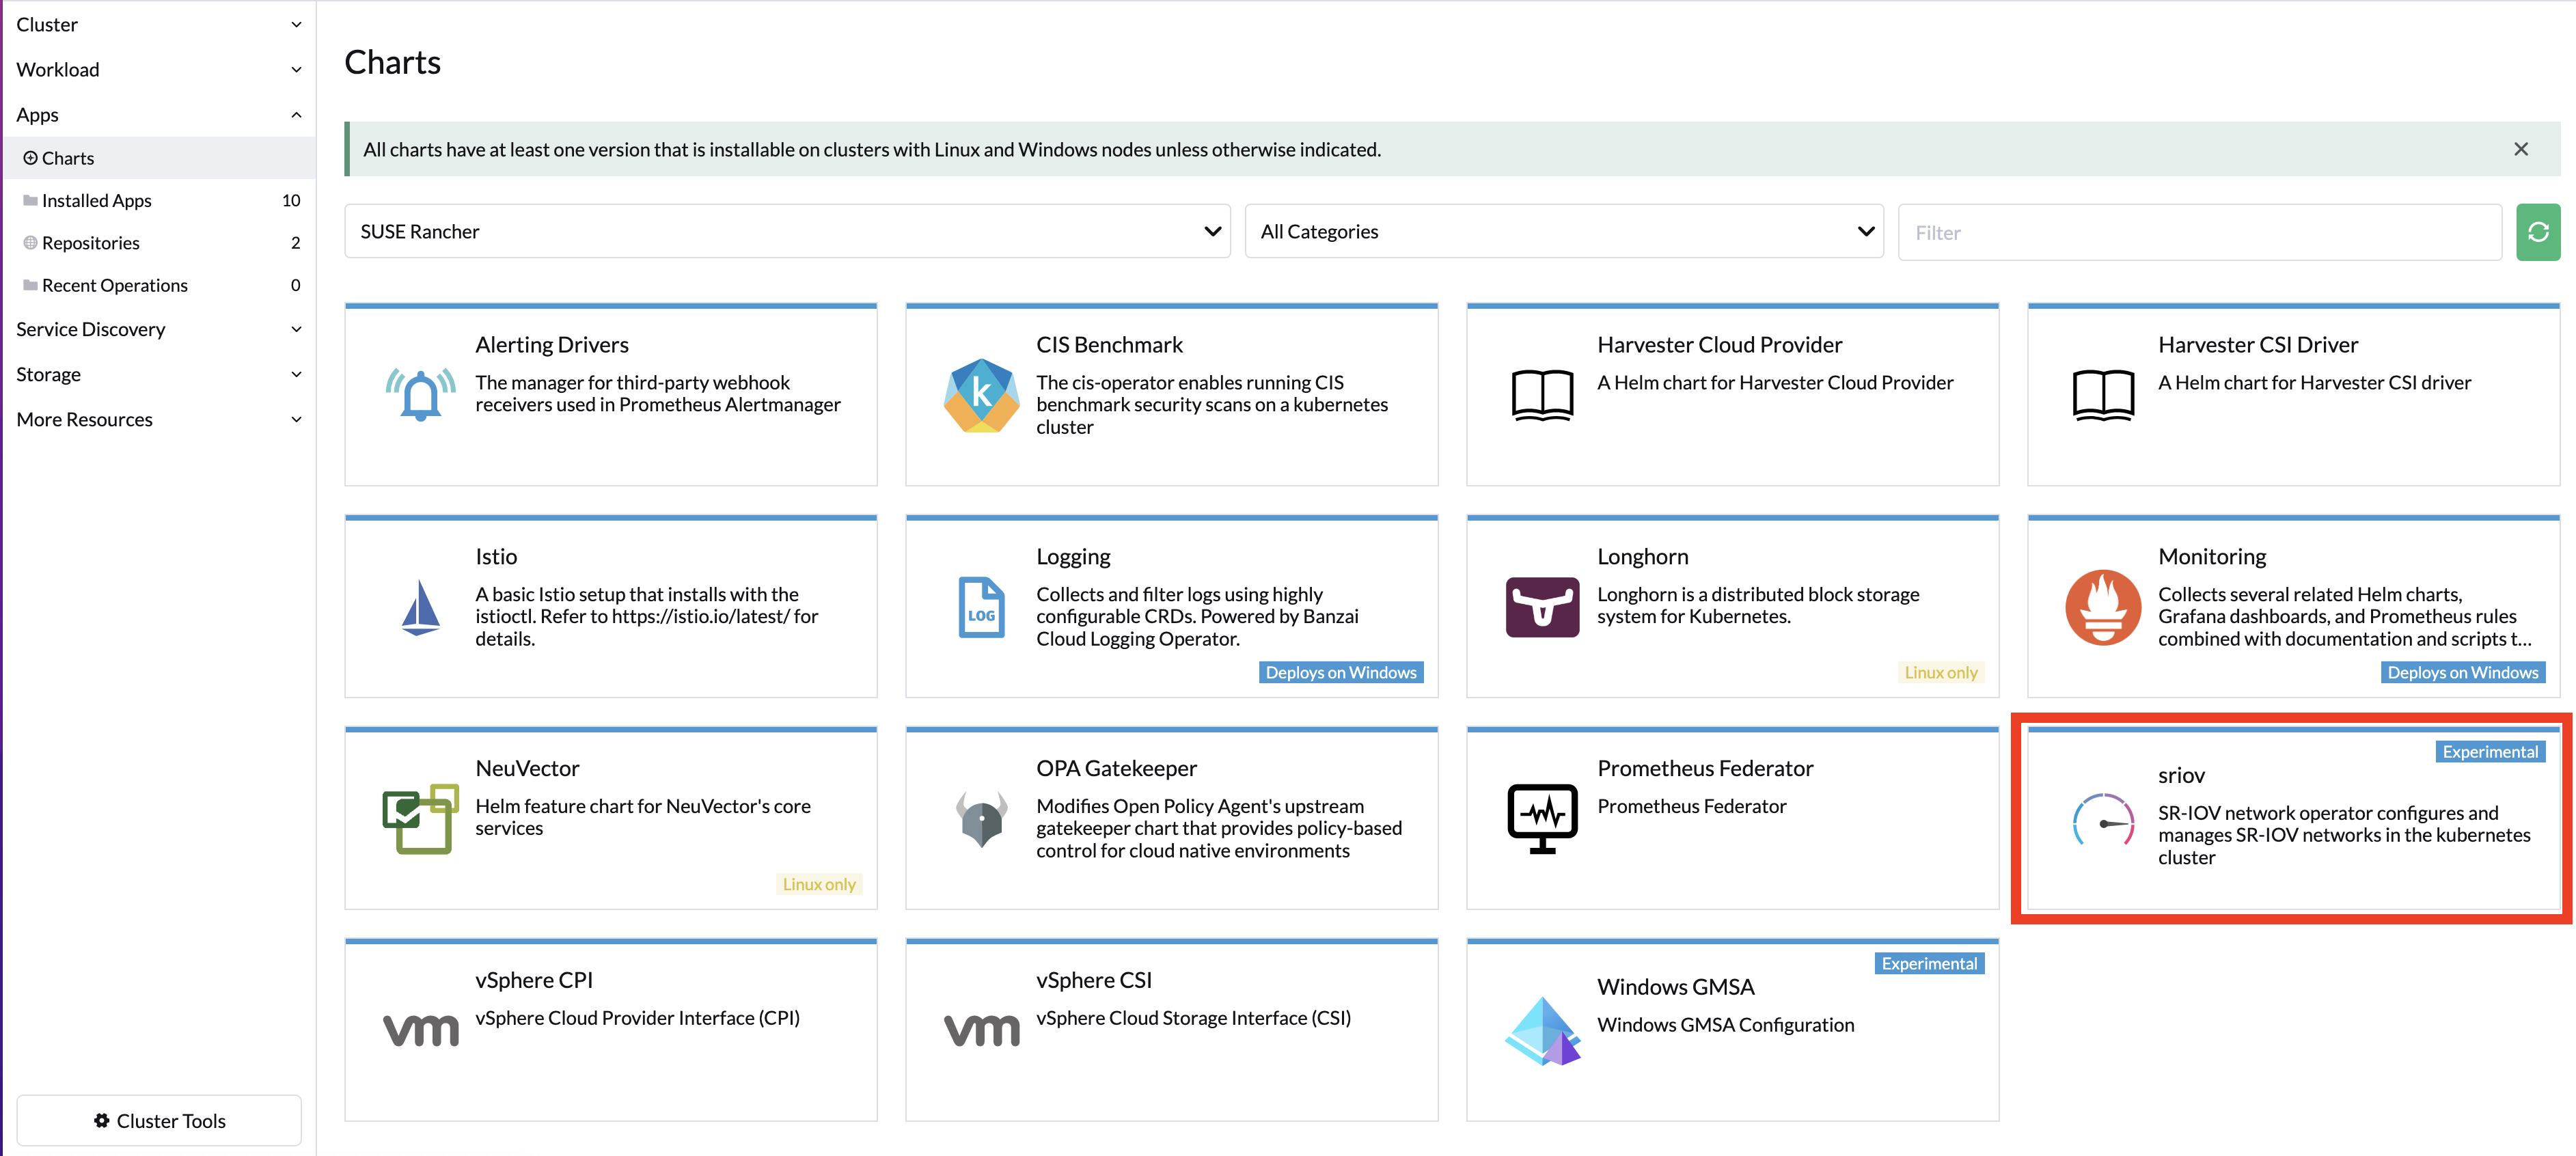 Cluster
Workload
Apps
Charts
Installed Apps 10
Repositories 2
Recent Operations 0
Service Discovery
Storage
More Resources
Cluster Tools
Charts
All charts have at least one version that is installable on clusters with Linux and Windows nodes unless otherwise indicated.
SUSE Rancher
All Categories
Filter
Alerting Drivers
The manager for third-party webhook
receivers used in Prometheus Alertmanager
k
CIS Benchmark
The cis-operator enables running CIS
benchmark security scans on a kubernetes
cluster
Harvester Cloud Provider
A Helm chart for Harvester Cloud Provider
Harvester CSI Driver
A Helm chart for Harvester CSI driver
Istio
A basic Istio setup that installs with the
istioctl. Refer to https://istio.io/latest/ for
details.
LOG
Logging
Collects and filter logs using highly
configurable CRDs. Powered by Banzai
Cloud Logging Operator.
Deploys on Windows
Longhorn
Longhorn is a distributed block storage
system for Kubernetes.
Linux only
Monitoring
Collects several related Helm charts,
Grafana dashboards, and Prometheus rules
combined with documentation and scripts t...
Deploys on Windows
NeuVector
Helm feature chart for NeuVector's core
services
Linux only
OPA Gatekeeper
Modifies Open Policy Agent's upstream
gatekeeper chart that provides policy-based
control for cloud native environments
Prometheus Federator
Prometheus Federator
Experimental
sriov
SR-IOV network operator configures and
manages SR-IOV networks in the kubernetes
cluster
vm
vSphere CPI
vSphere Cloud Provider Interface (CPI)
vm
vSphere CSI
vSphere Cloud Storage Interface (CSI)
Experimental
Windows GMSA
Windows GMSA Configuration